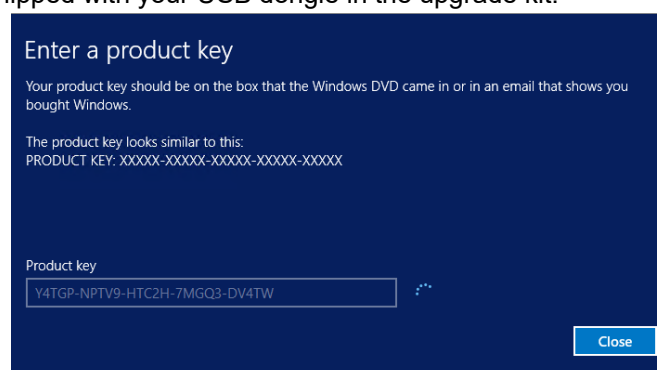 lipped with your USB dongle in the upgrade kit.
Enter a product key
Your product key should be on the box that the Windows DVD came in or in an email that shows you
bought Windows.
The product key looks similar to this:
PRODUCT KEY: XXXXX-XXXXX-XXXXX-XXXXX-XXXXX
Product key
Y4TGP-NPTV9-HTC2H-7MGQ3-DV4TW
Close